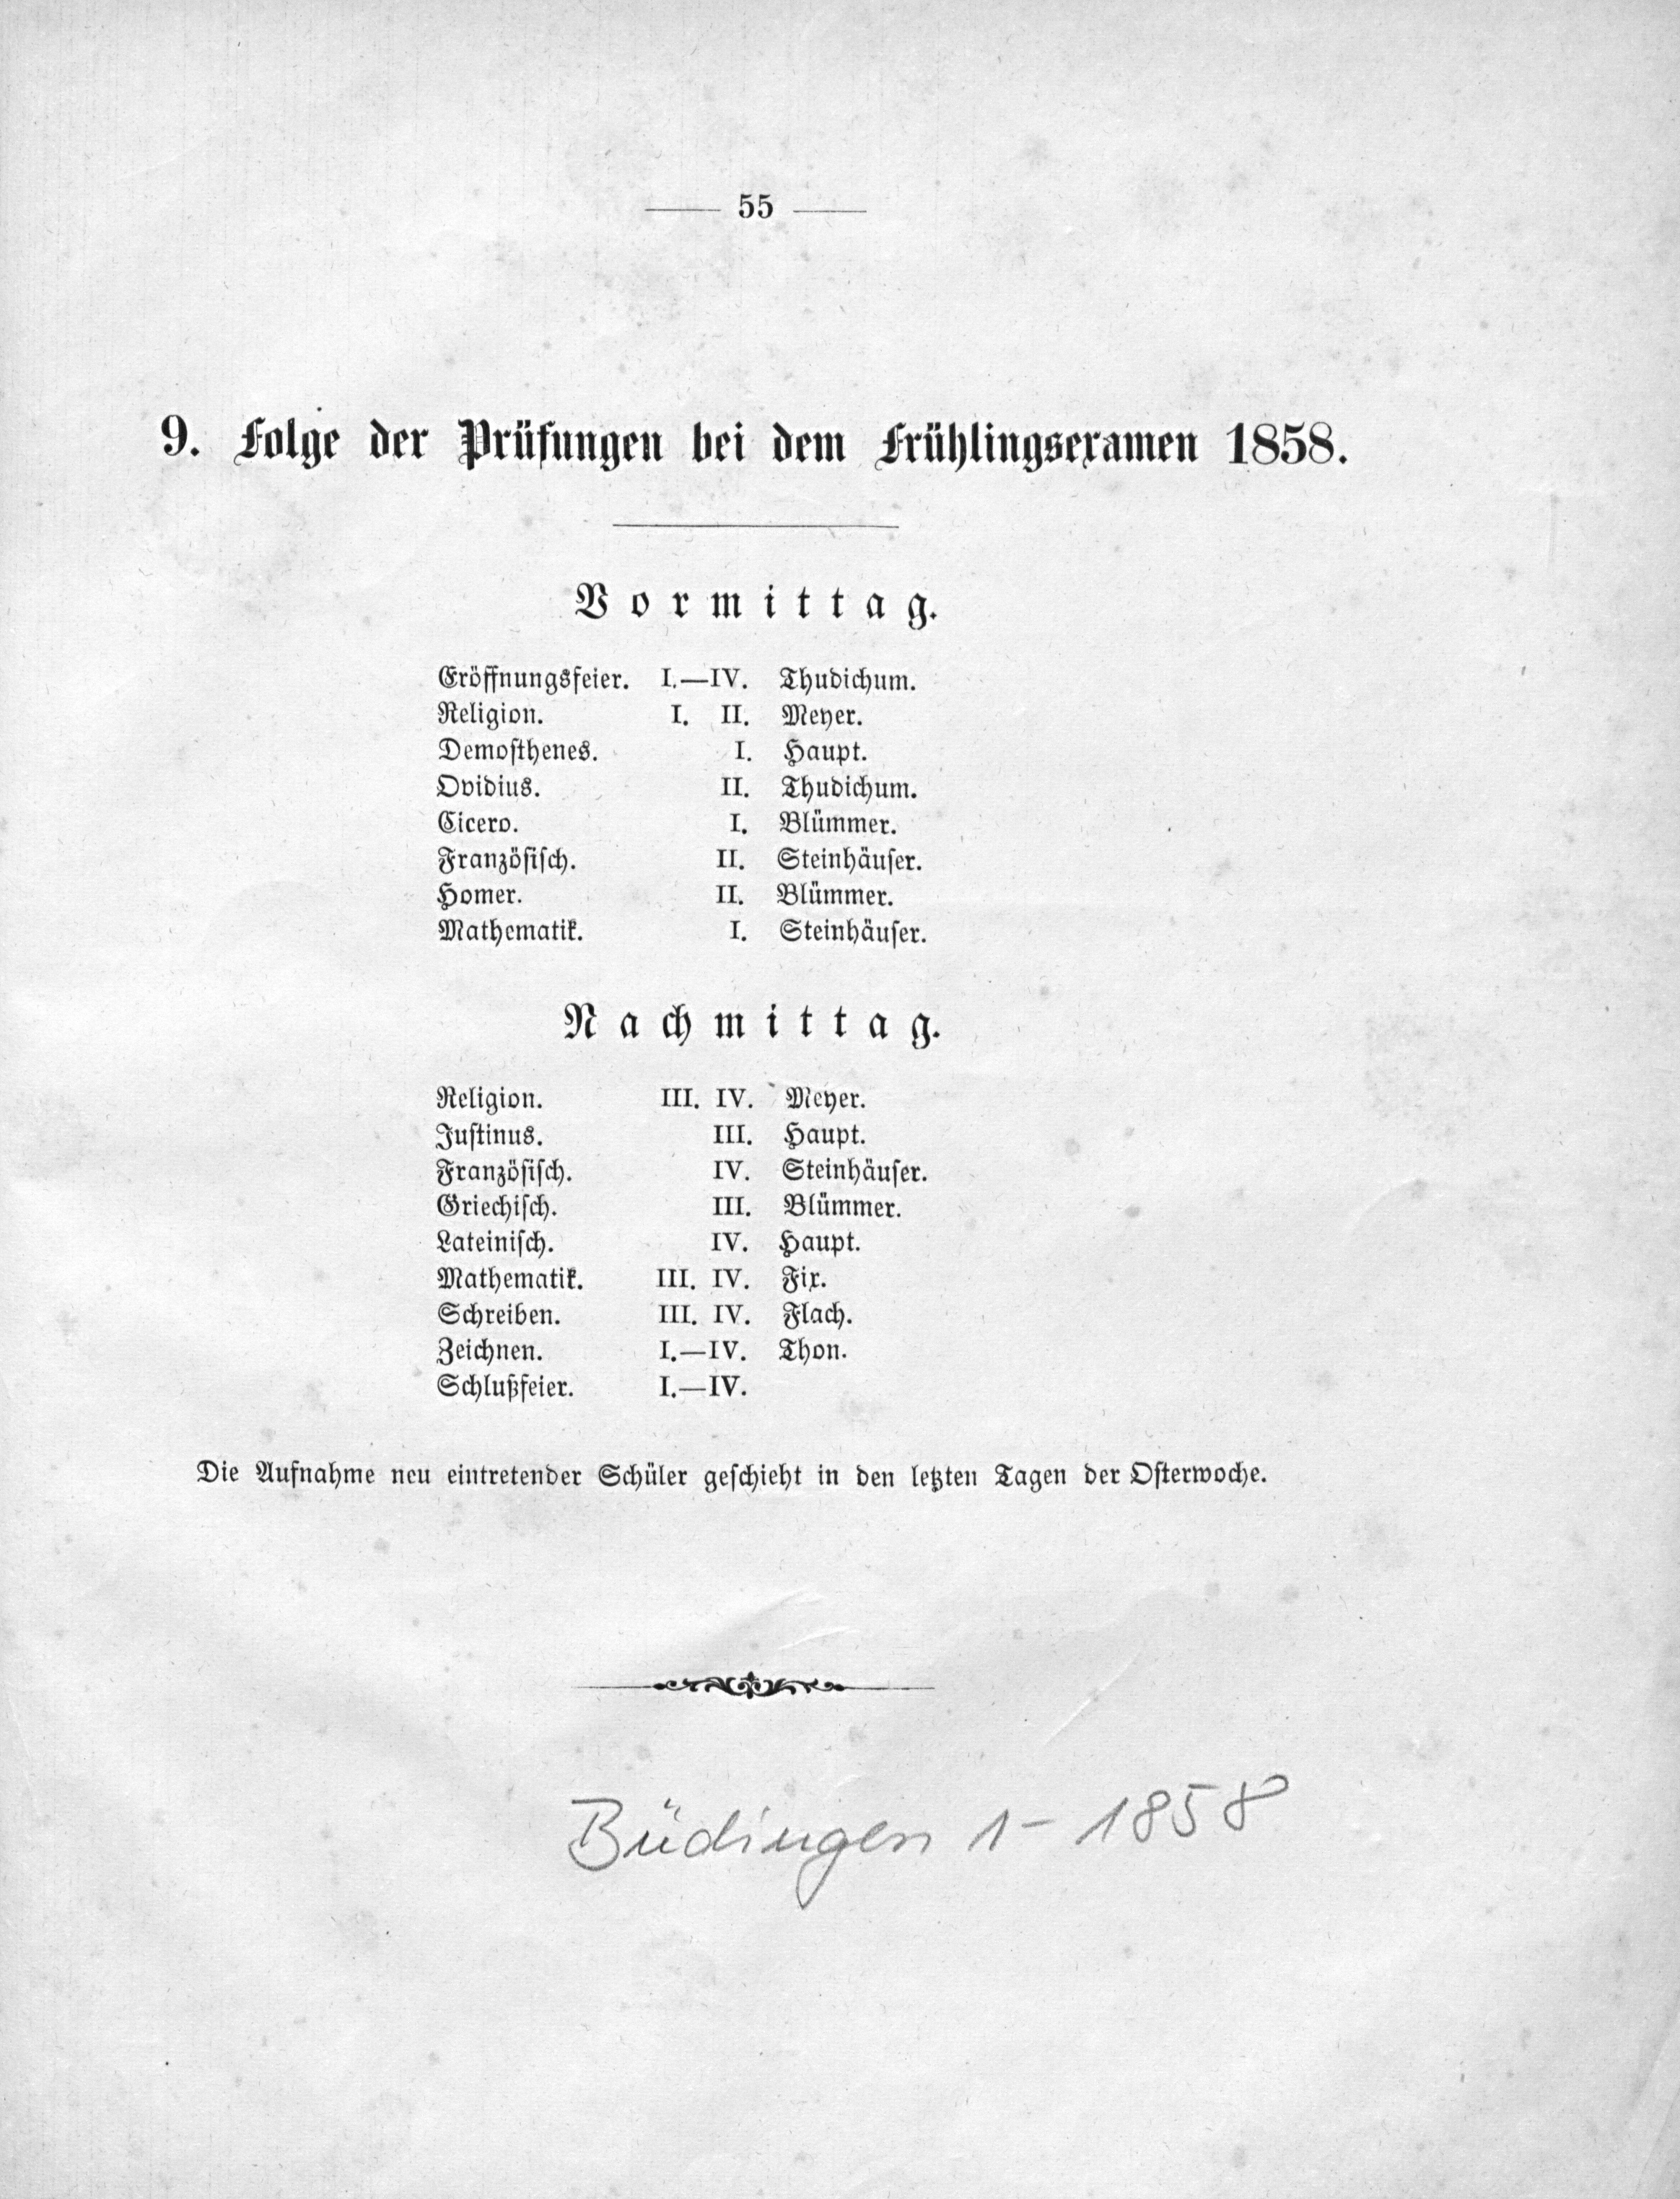 55
9. Folge der Prüfungen bei dem Frühlingsexamen 1858.
Vormittag.
Eröffnungsfeier. I.—IV. Thudichum.
Religion. I. II. Meyer.
Demosthenes. I. Haupt.
Ovidius. II. Thudichum.
Cicero. I. Blümmer.
Französisch. II. Steinhäuser.
Homer. II. Blümmer.
Mathematik. I. Steinhäuser.
Nachmittag.
Religion. III. IV. Meyer.
Justinus. III. Haupt.
Französisch. IV. Steinhäuser.
Griechisch. III. Blümmer.
Lateinisch. IV. Haupt.
Mathematik. III. IV. Fix.
Schreiben. III. IV. Flach.
Zeichnen. I.—IV. Thon.
Schlußfeier. I.—IV.
Die Aufnahme neu eintretender Schüler geschieht in den letzten Tagen der Osterwoche.
Büdingen 1- 1858